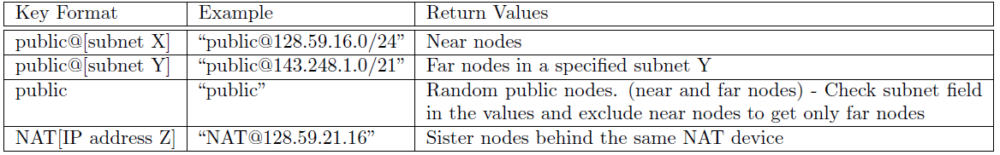 Key Format Example Return Values
public@[subnet X] “public@128.59.16.0/24” Near nodes
public@[subnet Y] “public@143.248.1.0/21” Far nodes in a specified subnet Y
public “public” Random public nodes. (near and far nodes) - Check subnet field
in the values and exclude near nodes to get only far nodes
NAT[IP address Z] “NAT@128.59.21.16” Sister nodes behind the same NAT device